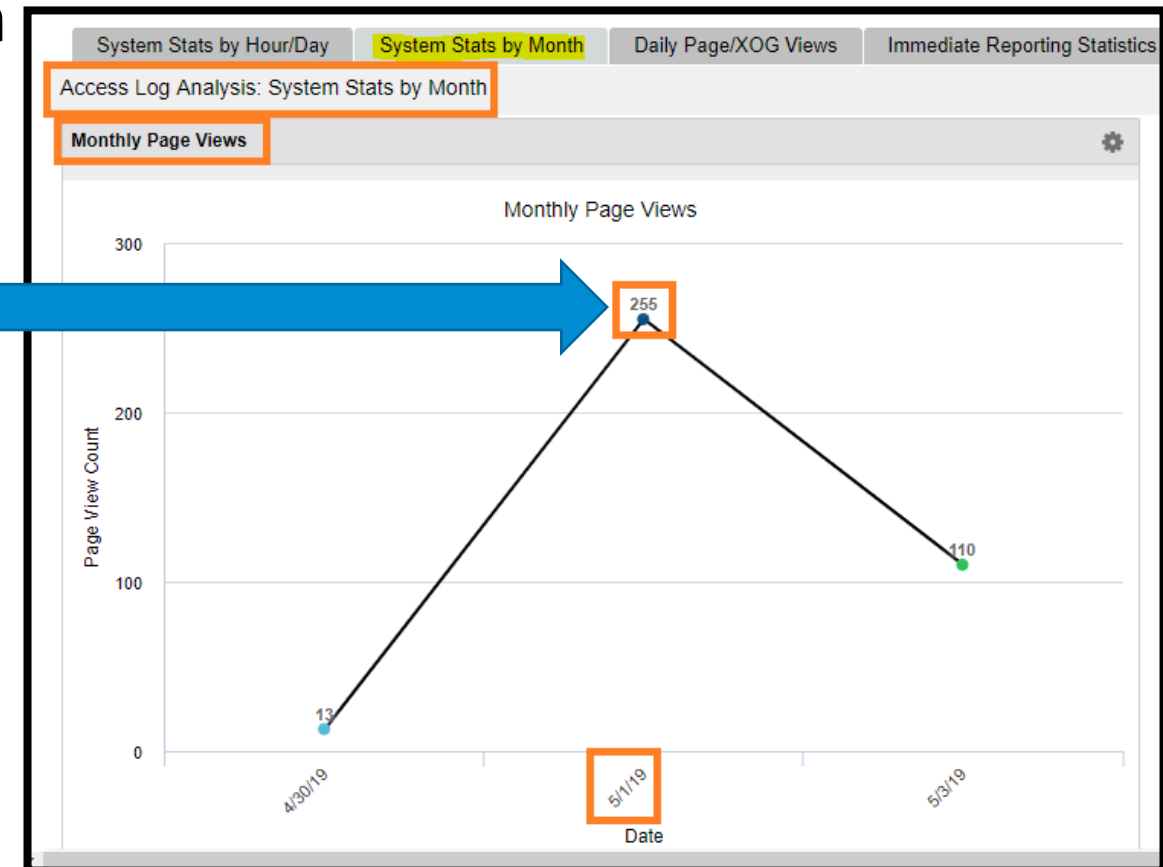 System Stats by Hour/Day System Stats by Month Daily Page/XOG Views Immediate Reporting Statistics
Access Log Analysis: System Stats by Month
Monthly Page Views
Monthly Page Views
300
255
200
Page View Count
110
100
13
0
4/30/19 5/1/19 5/3/19
Date